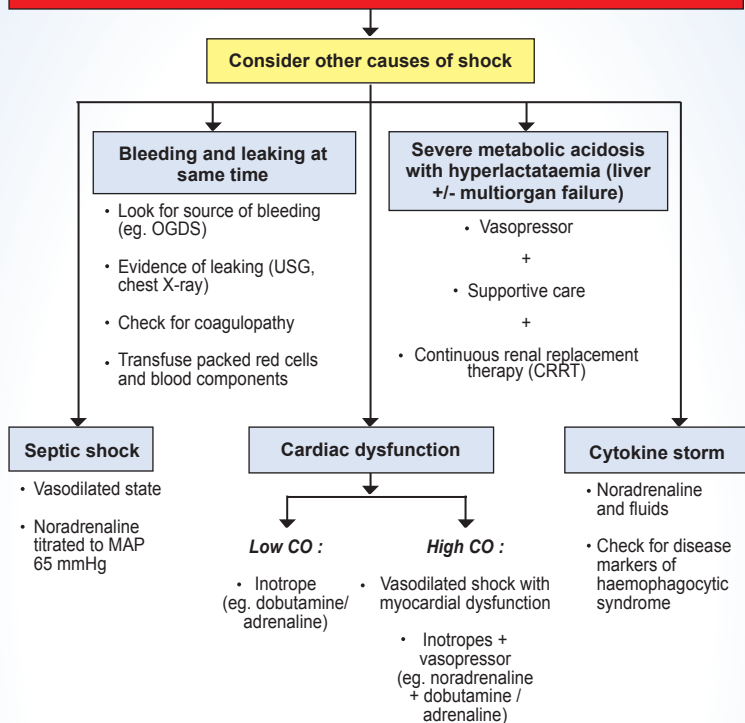 Consider other causes of shock
Bleeding and leaking at
same time
• Look for source of bleeding
(eg. OGDS)
• Evidence of leaking (USG,
chest X-ray)
• Check for coagulopathy
• Transfuse packed red cells
and blood components
Severe metabolic acidosis
with hyperlactataemia (liver
+/- multiorgan failure)
• Vasopressor
+
• Supportive care
+
• Continuous renal replacement
therapy (CRRT)
Septic shock
• Vasodilated state
• Noradrenaline
titrated to MAP
65 mmHg
Cardiac dysfunction
Low CO :
• Inotrope
(eg. dobutamine/
adrenaline)
High CO :
• Vasodilated shock with
myocardial dysfunction
• Inotropes +
vasopressor
(eg. noradrenaline
+ dobutamine /
adrenaline)
Cytokine storm
• Noradrenaline
and fluids
• Check for disease
markers of
haemophagocytic
syndrome